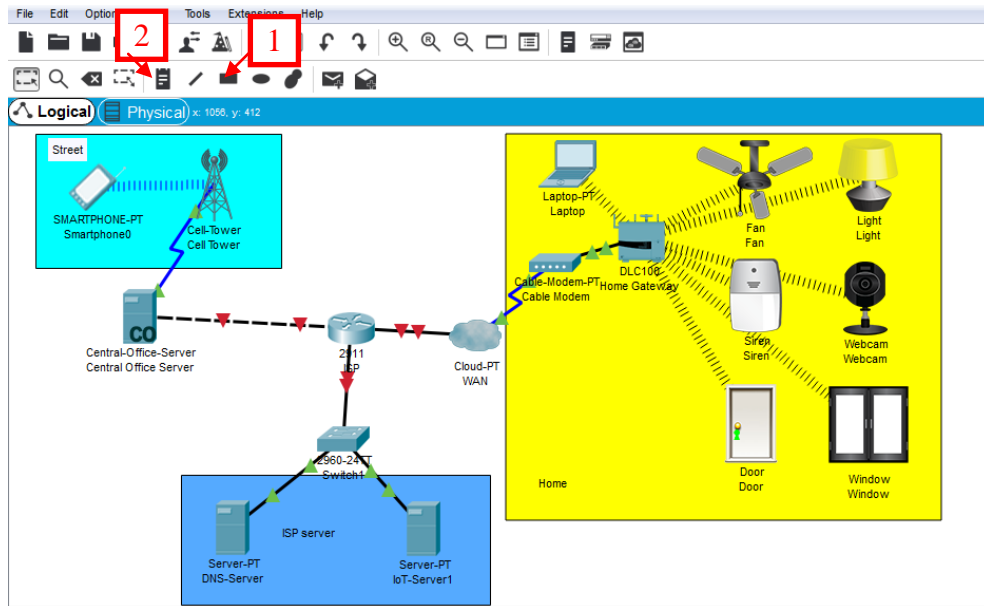 File Edit Option Tools Extensions Help
2
1
Logical Physical x: 1056, y: 412
Street
SMARTPHONE-PT
Smartphone0
Cell-Tower
Cell Tower
Laptop-PT
Laptop
Fan
Fan
Light
Light
DLC100
Home Gateway
Cable-Modem-PT
Cable Modem
Siren
Siren
Webcam
Webcam
CO
Central-Office-Server
Central Office Server
2911
ISP
Cloud-PT
WAN
Door
Door
Window
Window
Home
2960-24TT
Switch1
ISP server
Server-PT
DNS-Server
Server-PT
IoT-Server1